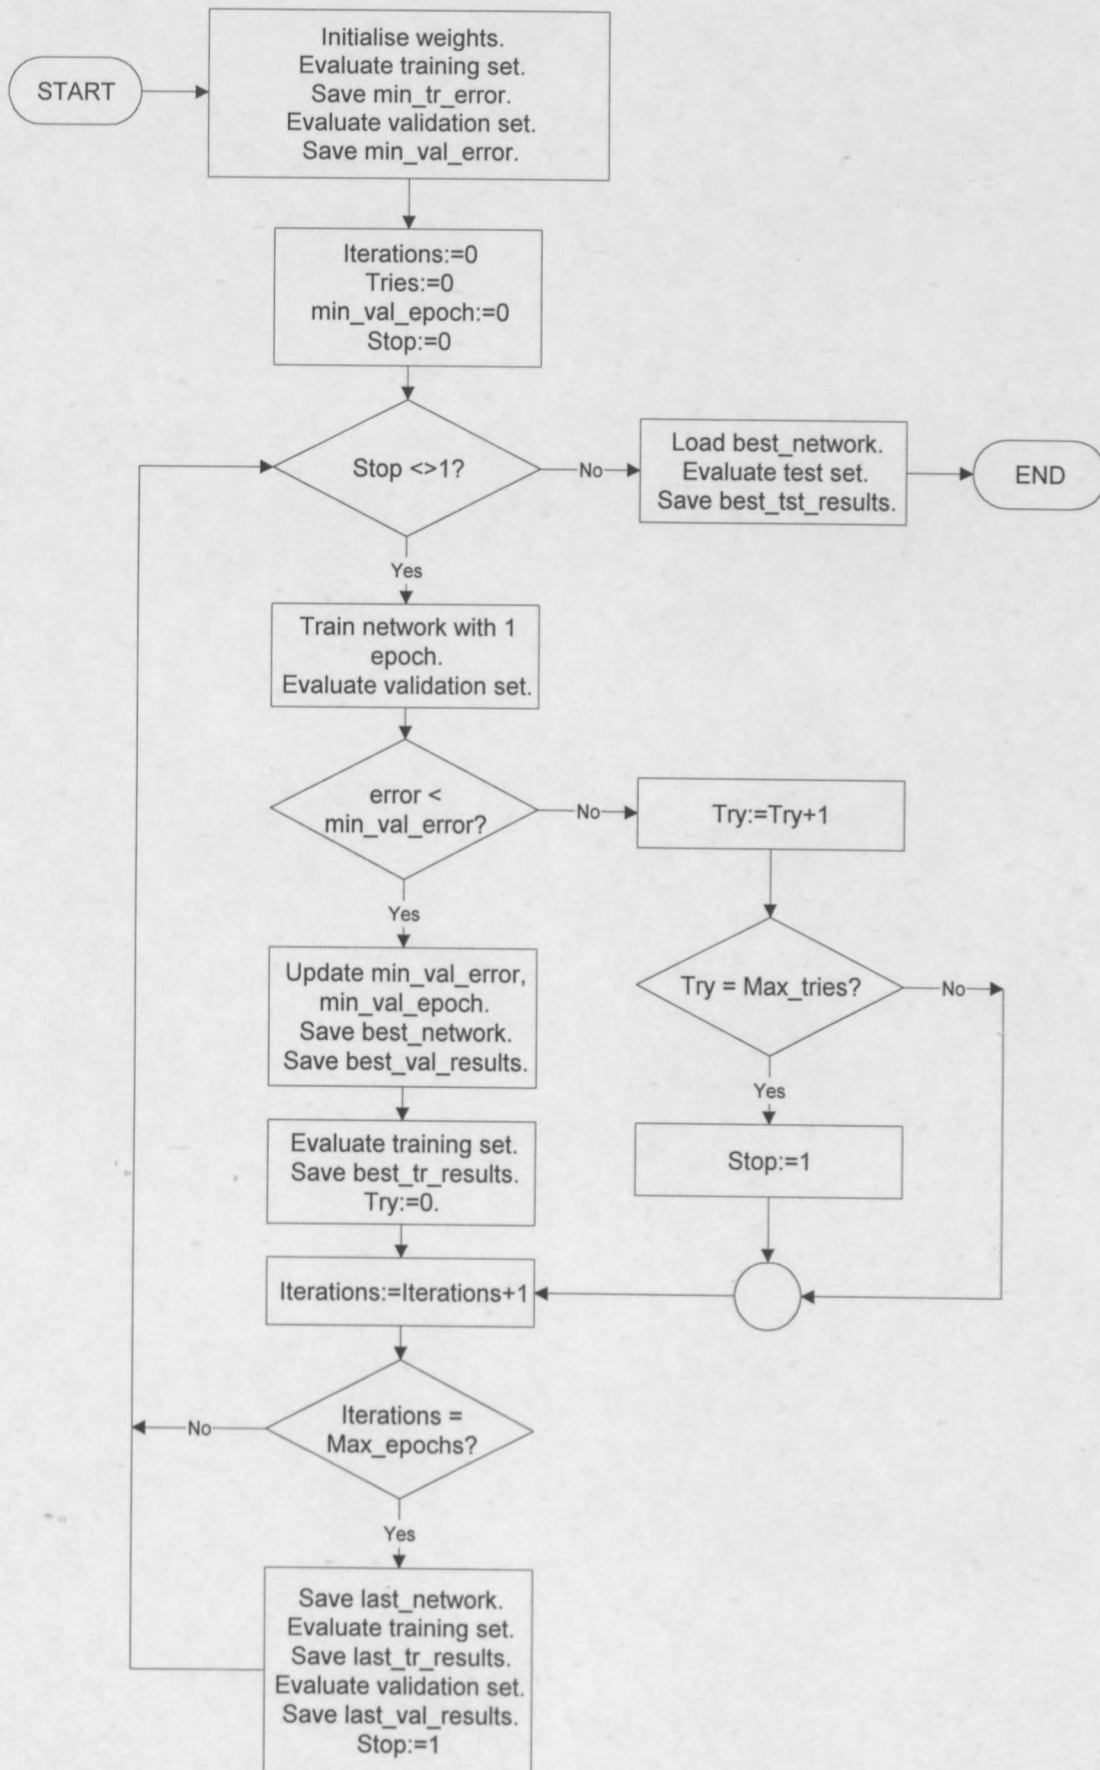 START
Initialise weights.
Evaluate training set.
Save min_tr_error.
Evaluate validation set.
Save min_val_error.
Iterations:=0
Tries:=0
min_val_epoch:=0
Stop:=0
Stop <>1?
No
Load best_network.
Evaluate test set.
Save best_tst_results.
END
Yes
Train network with 1
epoch.
Evaluate validation set.
error <
min_val_error?
No
Try:=Try+1
Yes
Update min_val_error,
min_val_epoch.
Save best_network.
Save best_val_results.
Try = Max_tries?
No
Yes
Evaluate training set.
Save best_tr_results.
Try:=0.
Stop:=1
Iterations:=Iterations+1
Iterations =
Max_epochs?
No
Yes
Save last_network.
Evaluate training set.
Save last_tr_results.
Evaluate validation set.
Save last_val_results.
Stop:=1